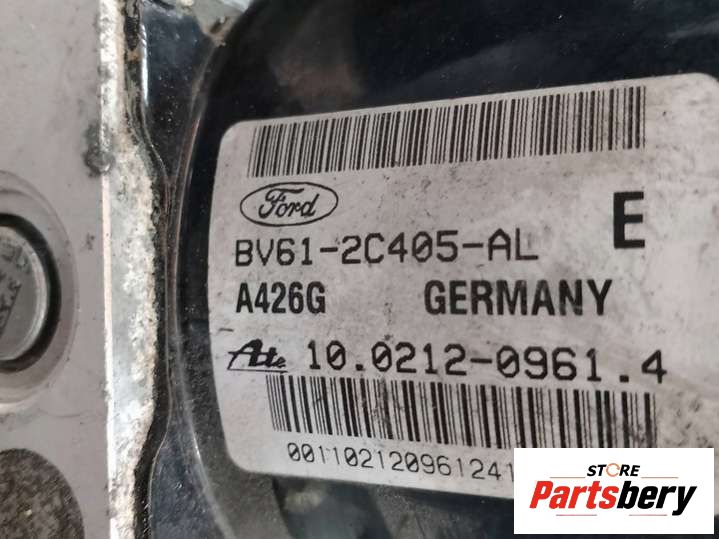 Ford
E
BV61-2C405-AL
A426G GERMANY
Ate 10.0212-0961.4
00110212096124
STORE
Partsbery